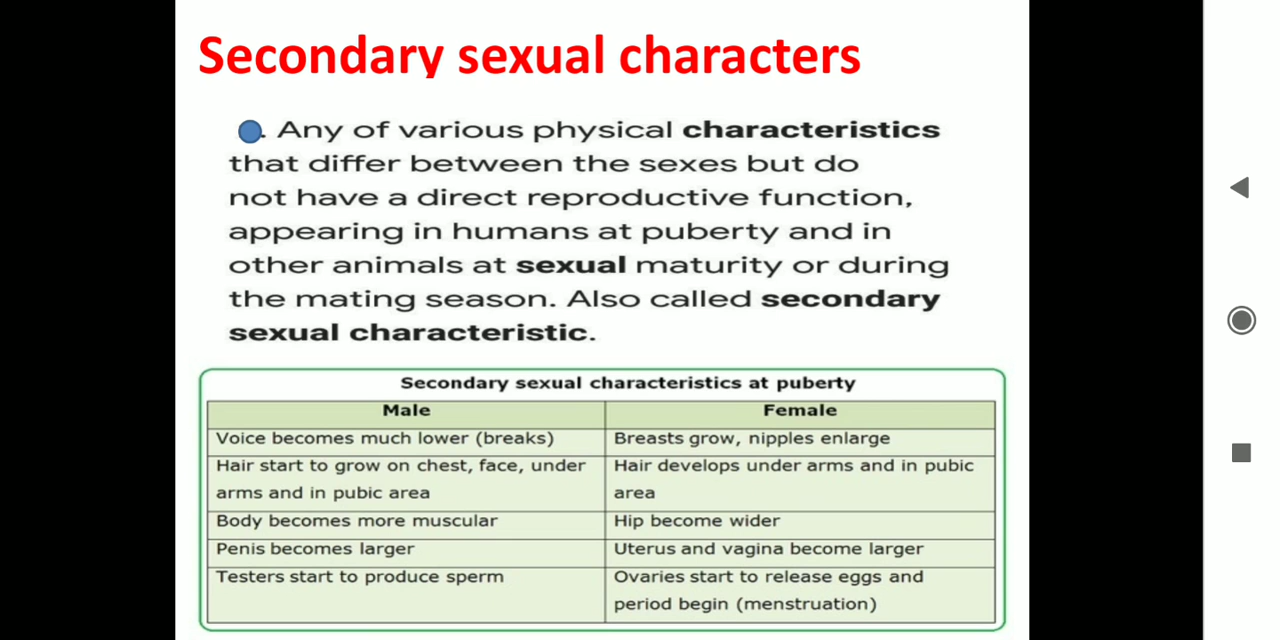 Secondary sexual characters
. Any of various physical characteristics
that differ between the sexes but do
not have a direct reproductive function,
appearing in humans at puberty and in
other animals at sexual maturity or during
the mating season. Also called secondary
sexual characteristic.
Secondary sexual characteristics at puberty
Male Female
Voice becomes much lower (breaks) Breasts grow, nipples enlarge
Hair start to grow on chest, face, under Hair develops under arms and in pubic
arms and in pubic area area
Body becomes more muscular Hip become wider
Penis becomes larger Uterus and vagina become larger
Testers start to produce sperm Ovaries start to release eggs and
period begin (menstruation)